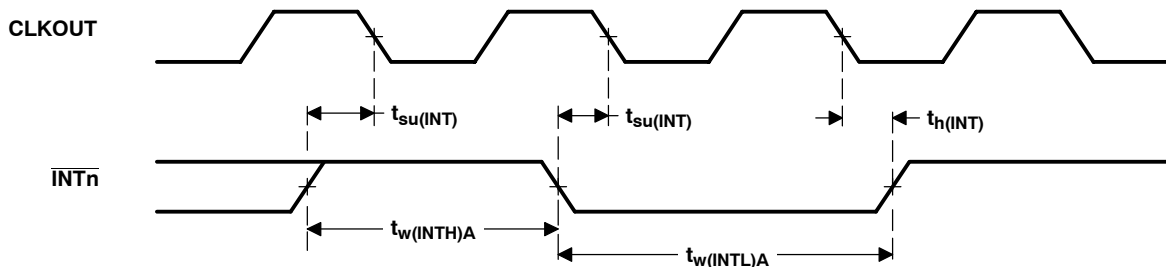 CLKOUT
tsu(INT)
tsu(INT)
th(INT)
INTn
tw(INTH)A
tw(INTL)A